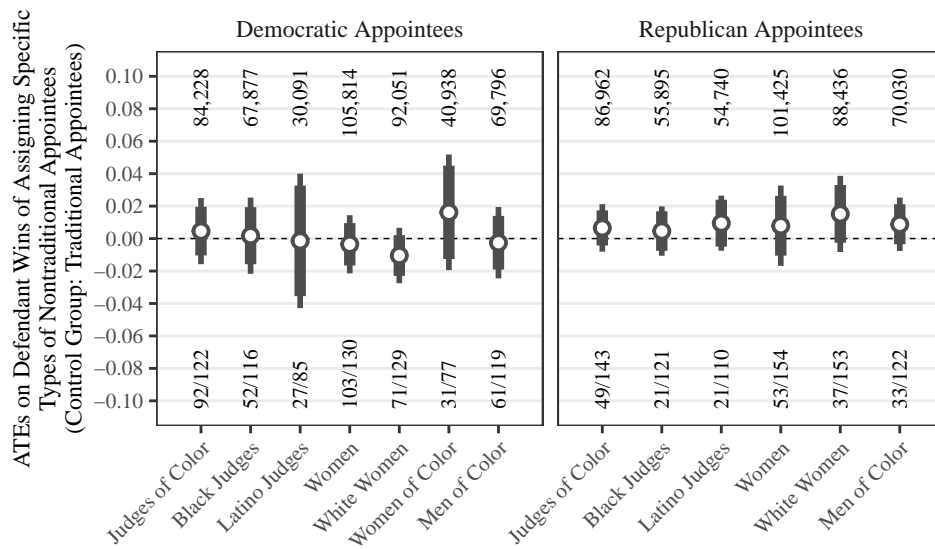 ATEs on Defendant Wins of Assigning Specific
Types of Nontraditional Appointees
(Control Group: Traditional Appointees)
Democratic Appointees
Republican Appointees
0.10
0.08
0.06
0.04
0.02
0.00
−0.02
−0.04
−0.06
−0.08
−0.10
84,228
67,877
30,091
105,814
92,051
40,938
69,796
86,962
55,895
54,740
101,425
88,436
70,030
92/122
52/116
27/85
103/130
71/129
31/77
61/119
49/143
21/121
21/110
53/154
37/153
33/122
Judges of Color
Black Judges
Latino Judges
Women
White Women
Women of Color
Men of Color
Judges of Color
Black Judges
Latino Judges
Women
White Women
Men of Color